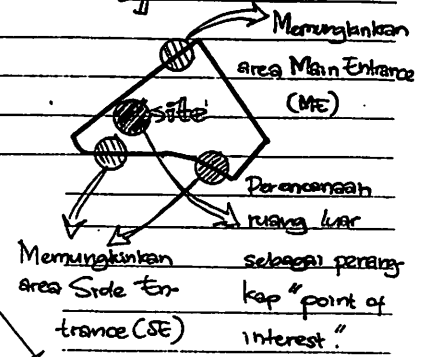 Memungkinkan
area Main Entrance
(ME)
site
Perancanaan
ruang luar
sebagai perang-
kap "point of
interest."
Memungkinkan
area Side En-
trance (SE)